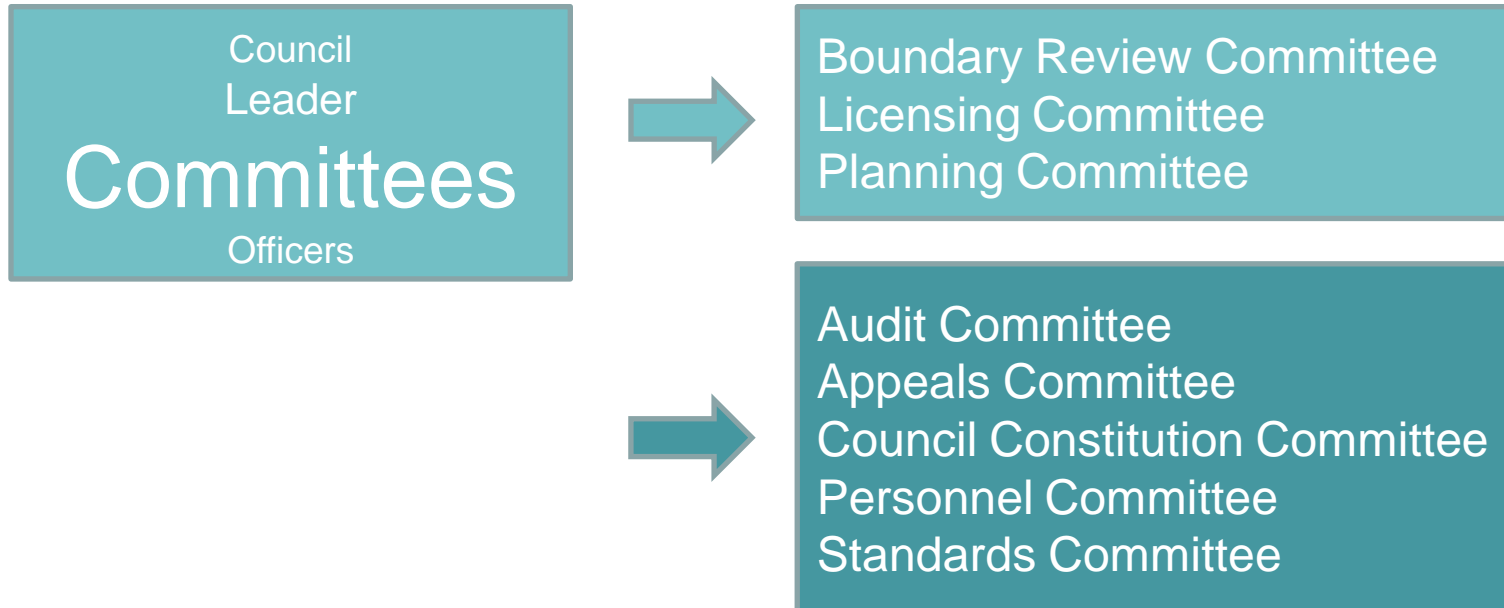 Council
Leader
Committees
Officers
Boundary Review Committee
Licensing Committee
Planning Committee
Audit Committee
Appeals Committee
Council Constitution Committee
Personnel Committee
Standards Committee